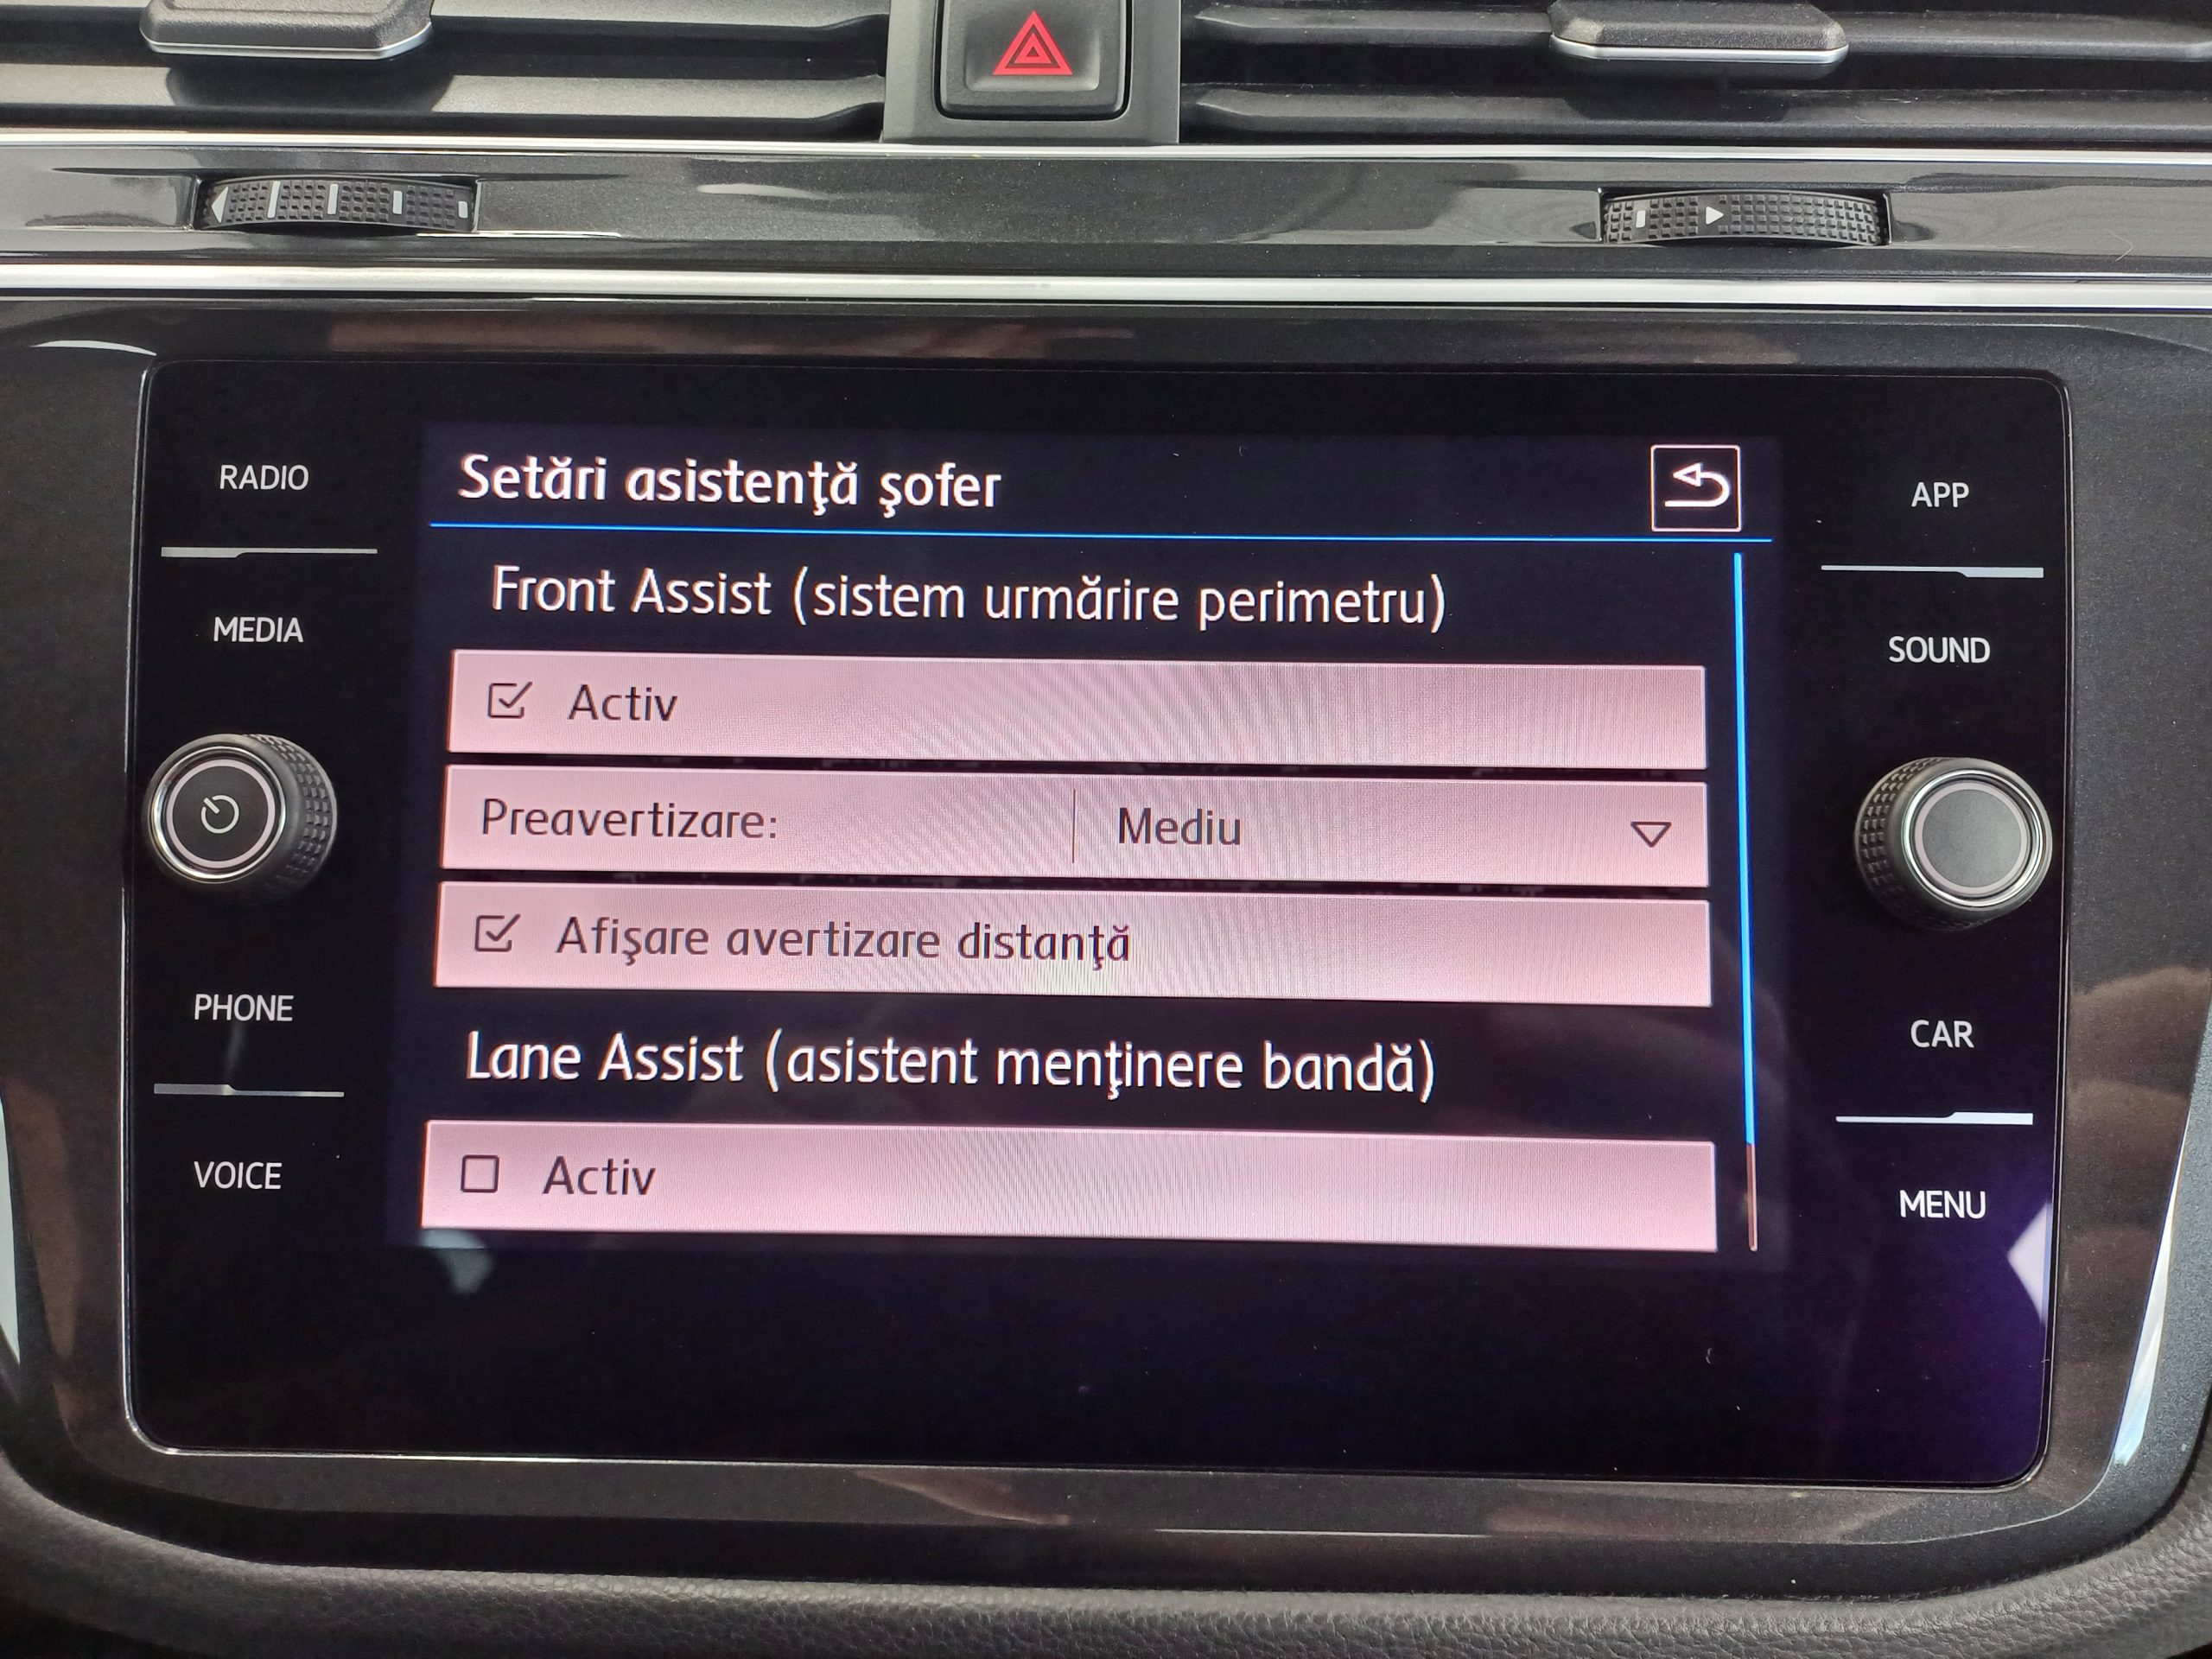 RADIO
MEDIA
PHONE
VOICE
Setări asistenţă şofer
Front Assist (sistem urmărire perimetru)
Activ
Preavertizare: Mediu
Afişare avertizare distanţă
Lane Assist (asistent menţinere bandă)
Activ
APP
SOUND
CAR
MENU